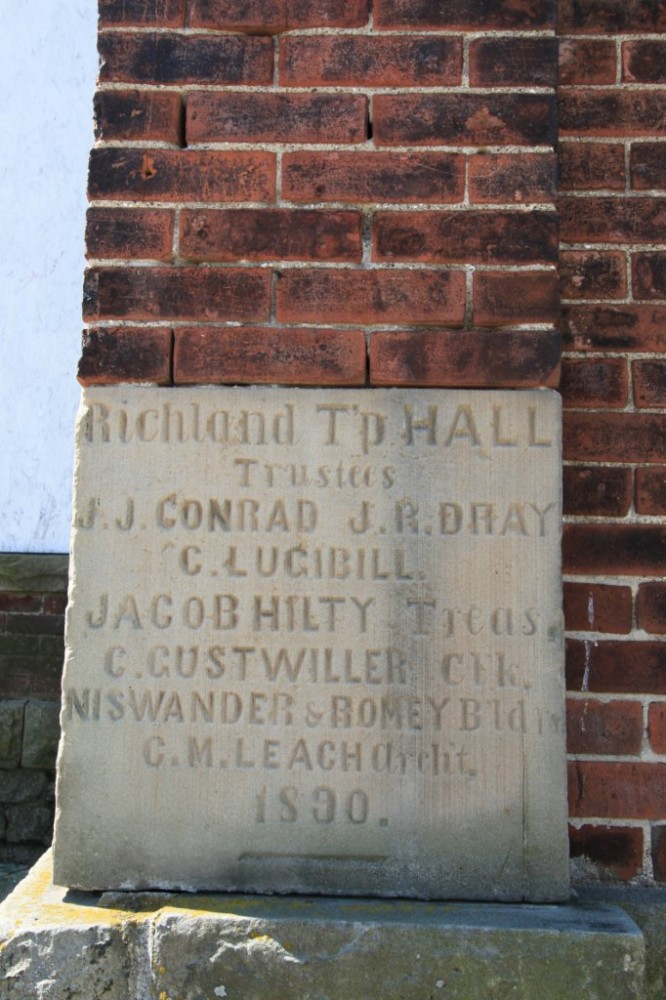 Richland T'p HALL
Trustees
J.J. CONRAD J.R. DRAY
C. LUGIBILL.
JACOB HILTY Treas.
C. GUSTWILLER Clk.
NISWANDER & ROMEY Bldrs
C.M. LEACH archt.
1890.